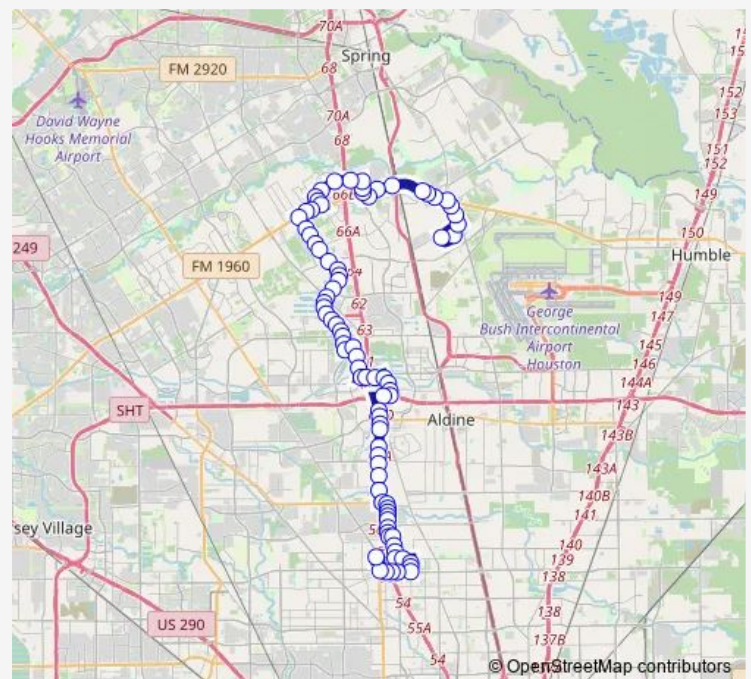 70A
Spring
FM 2920
68
152
153
David Wayne
Hooks Memorial
Airport
70A
68
151
152
149
66A
150
249
Humble
FM 1960
64
149
George
Bush Intercontinental
Airport
Houston
62
63
147
145
146
144A
SHT
143
Aldine
143B
143A
140B
141
sey Village
140
139
138
54
US 290
55A
138
137B
54
© OpenStreetMap contributors